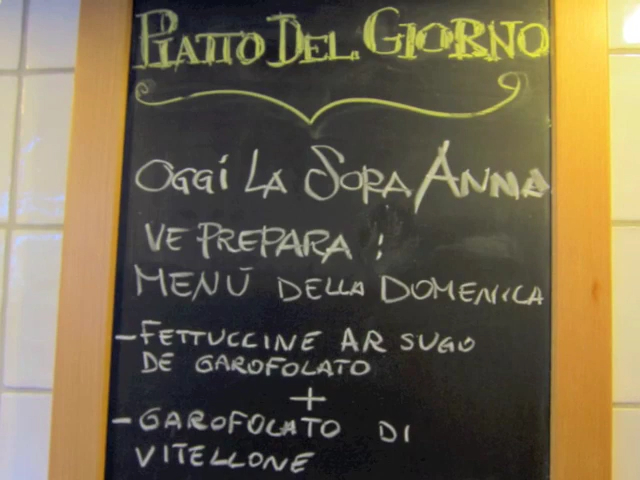 PIATTO DEL GIORNO
OGGi LA SORA ANNA
VE PREPARA :
MENÙ DELLA DOMENICA
- FETTUCCINE AR SUGO
DE GAROFOLATO
+
- GAROFOLATO DI
VITELLONE